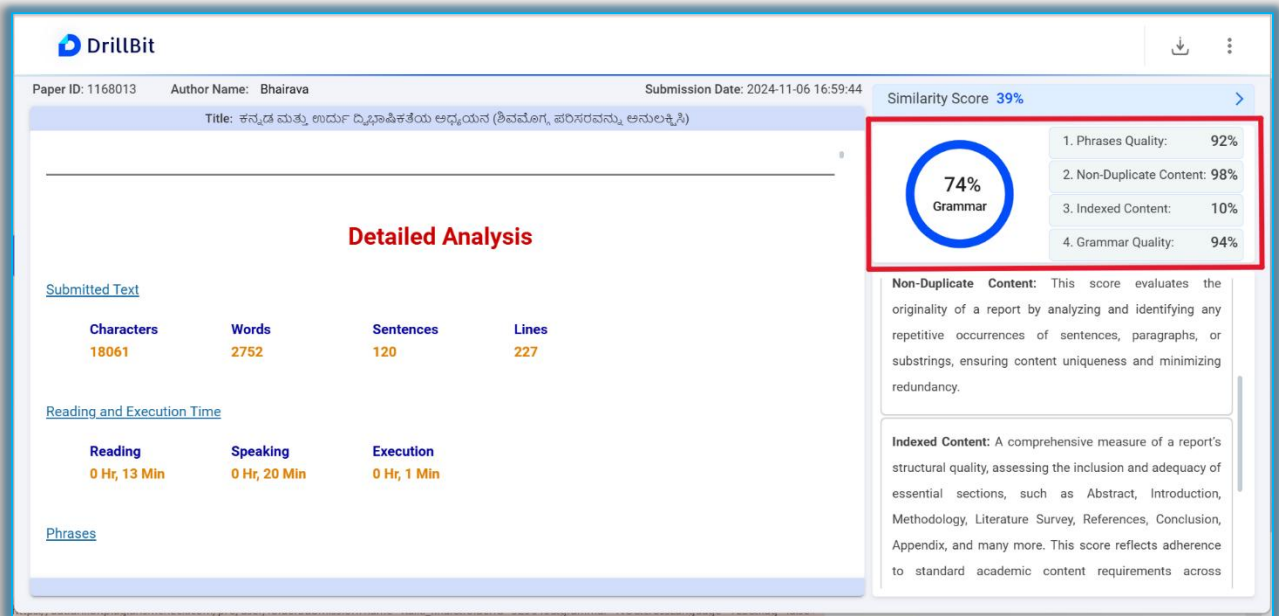 DrillBit
Paper ID: 1168013 Author Name: Bhairava Submission Date: 2024-11-06 16:59:44
Title: ಕನ್ನಡ ಮತ್ತು ಉರ್ದು ದ್ವಿಭಾಷಿಕತೆಯ ಅಧ್ಯಯನ (ಶಿವಮೊಗ್ಗ ಪರಿಸರವನ್ನು ಅನುಲಕ್ಷಿಸಿ)
Detailed Analysis
Submitted Text
Characters Words Sentences Lines
18061 2752 120 227
Reading and Execution Time
Reading Speaking Execution
0 Hr, 13 Min 0 Hr, 20 Min 0 Hr, 1 Min
Phrases
Similarity Score 39%
74%
Grammar
1. Phrases Quality: 92%
2. Non-Duplicate Content: 98%
3. Indexed Content: 10%
4. Grammar Quality: 94%
Non-Duplicate Content: This score evaluates the
originality of a report by analyzing and identifying any
repetitive occurrences of sentences, paragraphs, or
substrings, ensuring content uniqueness and minimizing
redundancy.
Indexed Content: A comprehensive measure of a report's
structural quality, assessing the inclusion and adequacy of
essential sections, such as Abstract, Introduction,
Methodology, Literature Survey, References, Conclusion,
Appendix, and many more. This score reflects adherence
to standard academic content requirements across